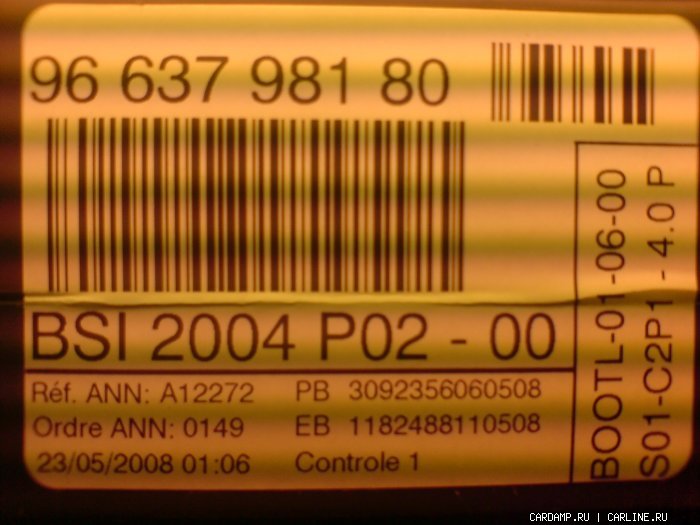 96 637 981 80
BSI 2004 P02 - 00
Réf. ANN: A12272 PB 3092356060508
Ordre ANN: 0149 EB 1182488110508
23/05/2008 01:06 Controle 1
BOOTL-01-06-00
S01-C2P1 - 4.0 P
CARDAMP.RU | CARLINE.RU